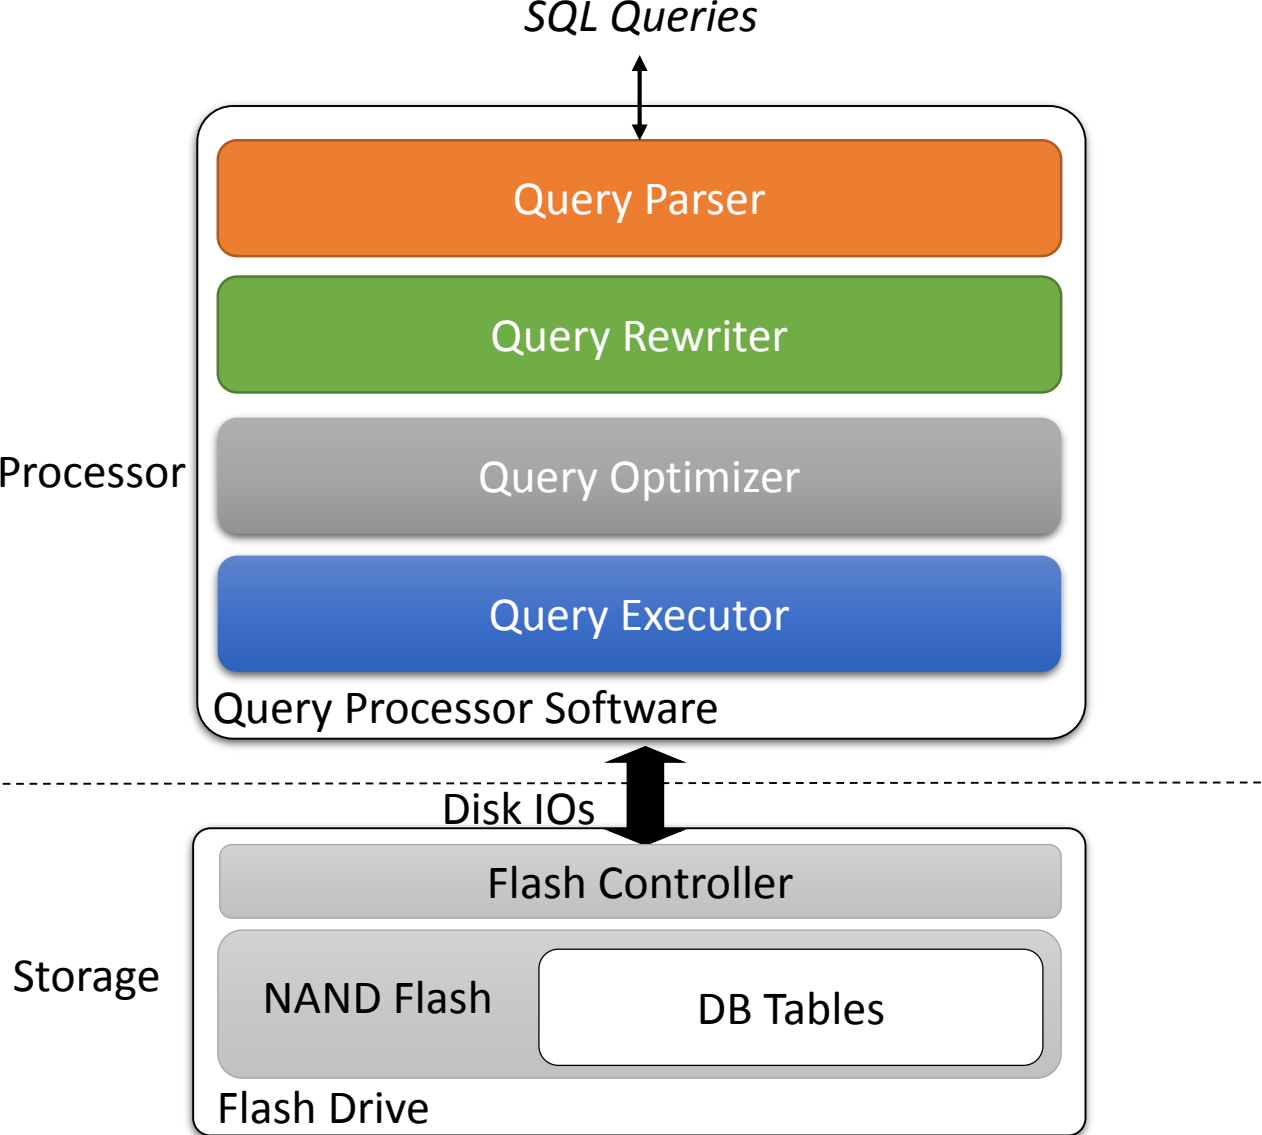 SQL Queries
Query Parser
Query Rewriter
Processor
Query Optimizer
Query Executor
Query Processor Software
Disk IOs
Flash Controller
Storage
NAND Flash
DB Tables
Flash Drive